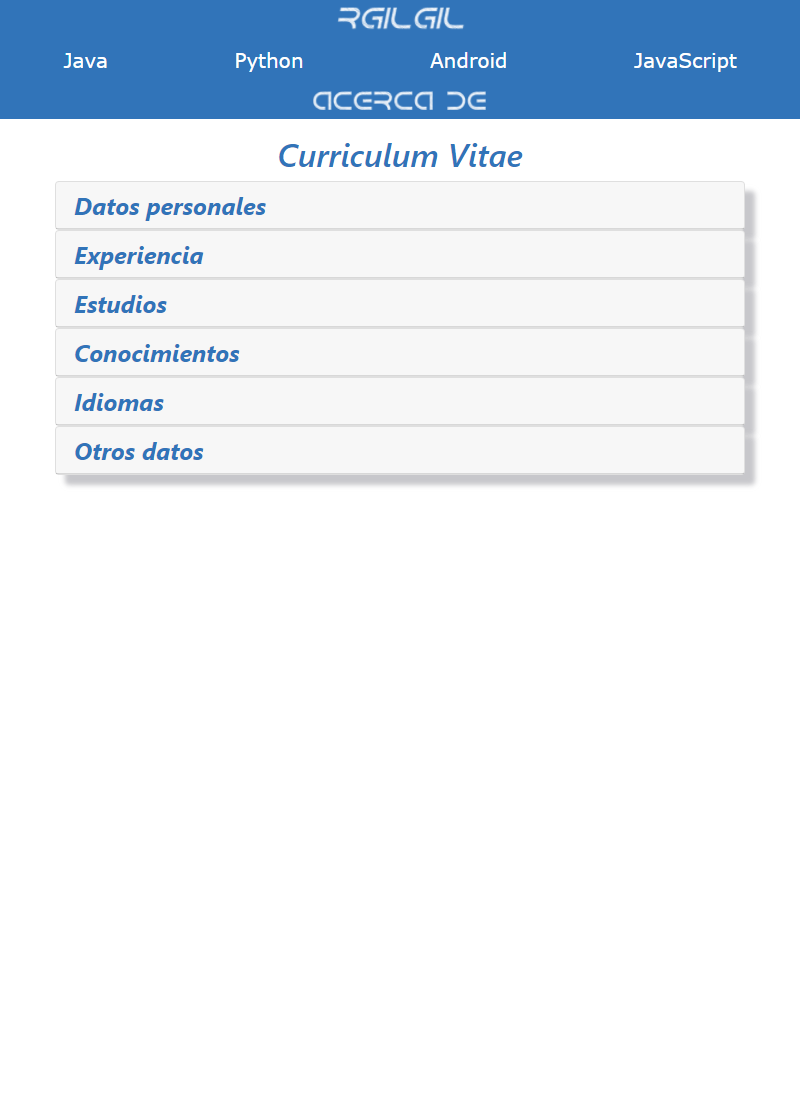 RGILGIL
Java Python Android JavaScript
ACERCA DE
Curriculum Vitae
Datos personales
Experiencia
Estudios
Conocimientos
Idiomas
Otros datos